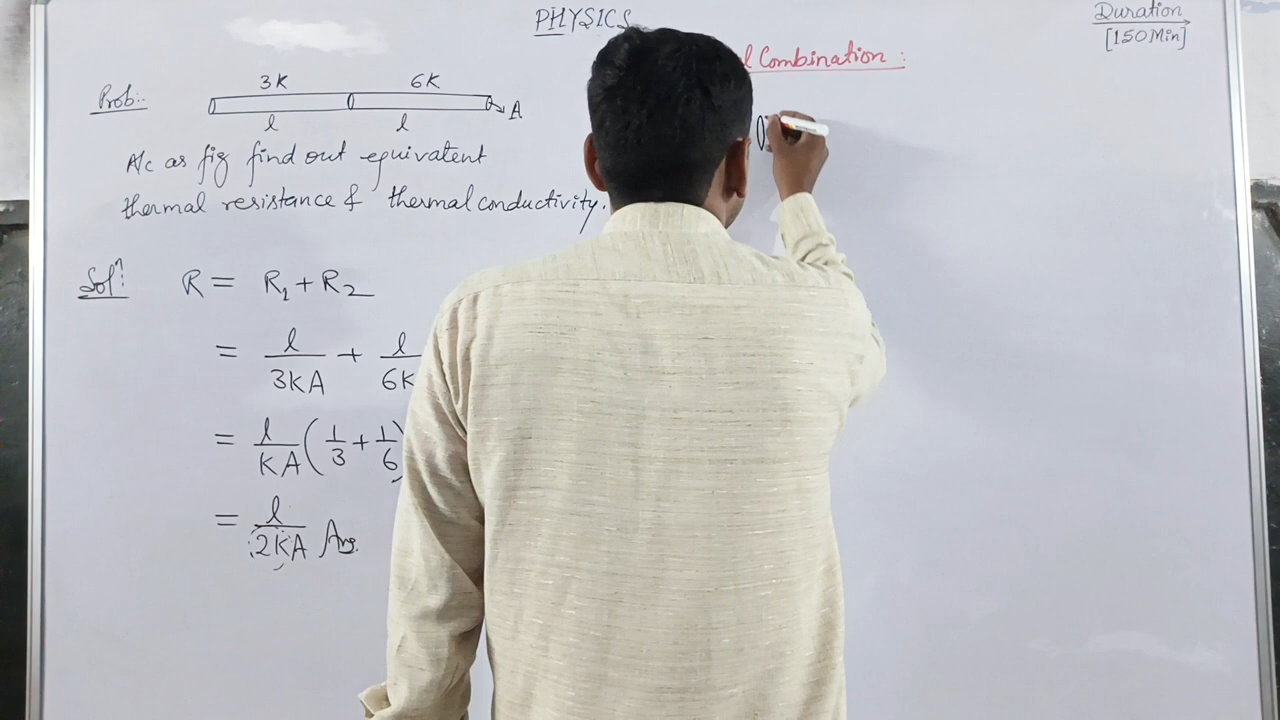 PHYSICS
Duration
[150 Min]
Combination :
Prob:-
3K 6K
A
l l
A/c as fig find out equivatent
thermal resistance & thermal conductivity.
Solⁿ: R = R₁ + R₂
= l/3KA + l/6K
= l/KA (1/3 + 1/6)
= l/2KA Ans.